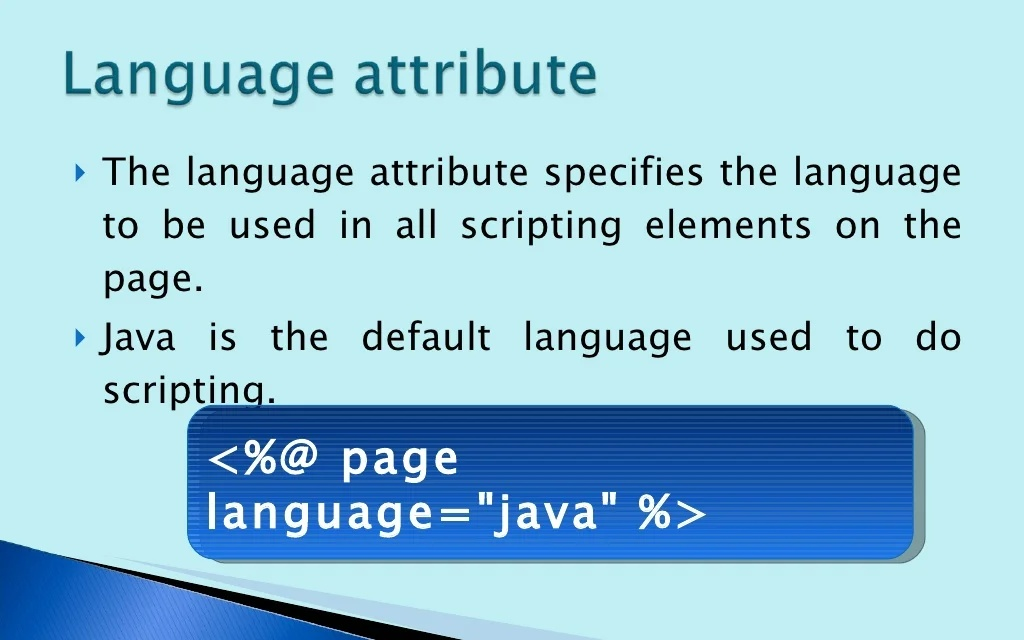 Language attribute
The language attribute specifies the language
to be used in all scripting elements on the
page.
Java is the default language used to do
scripting.
<%@ page
language="java" %>